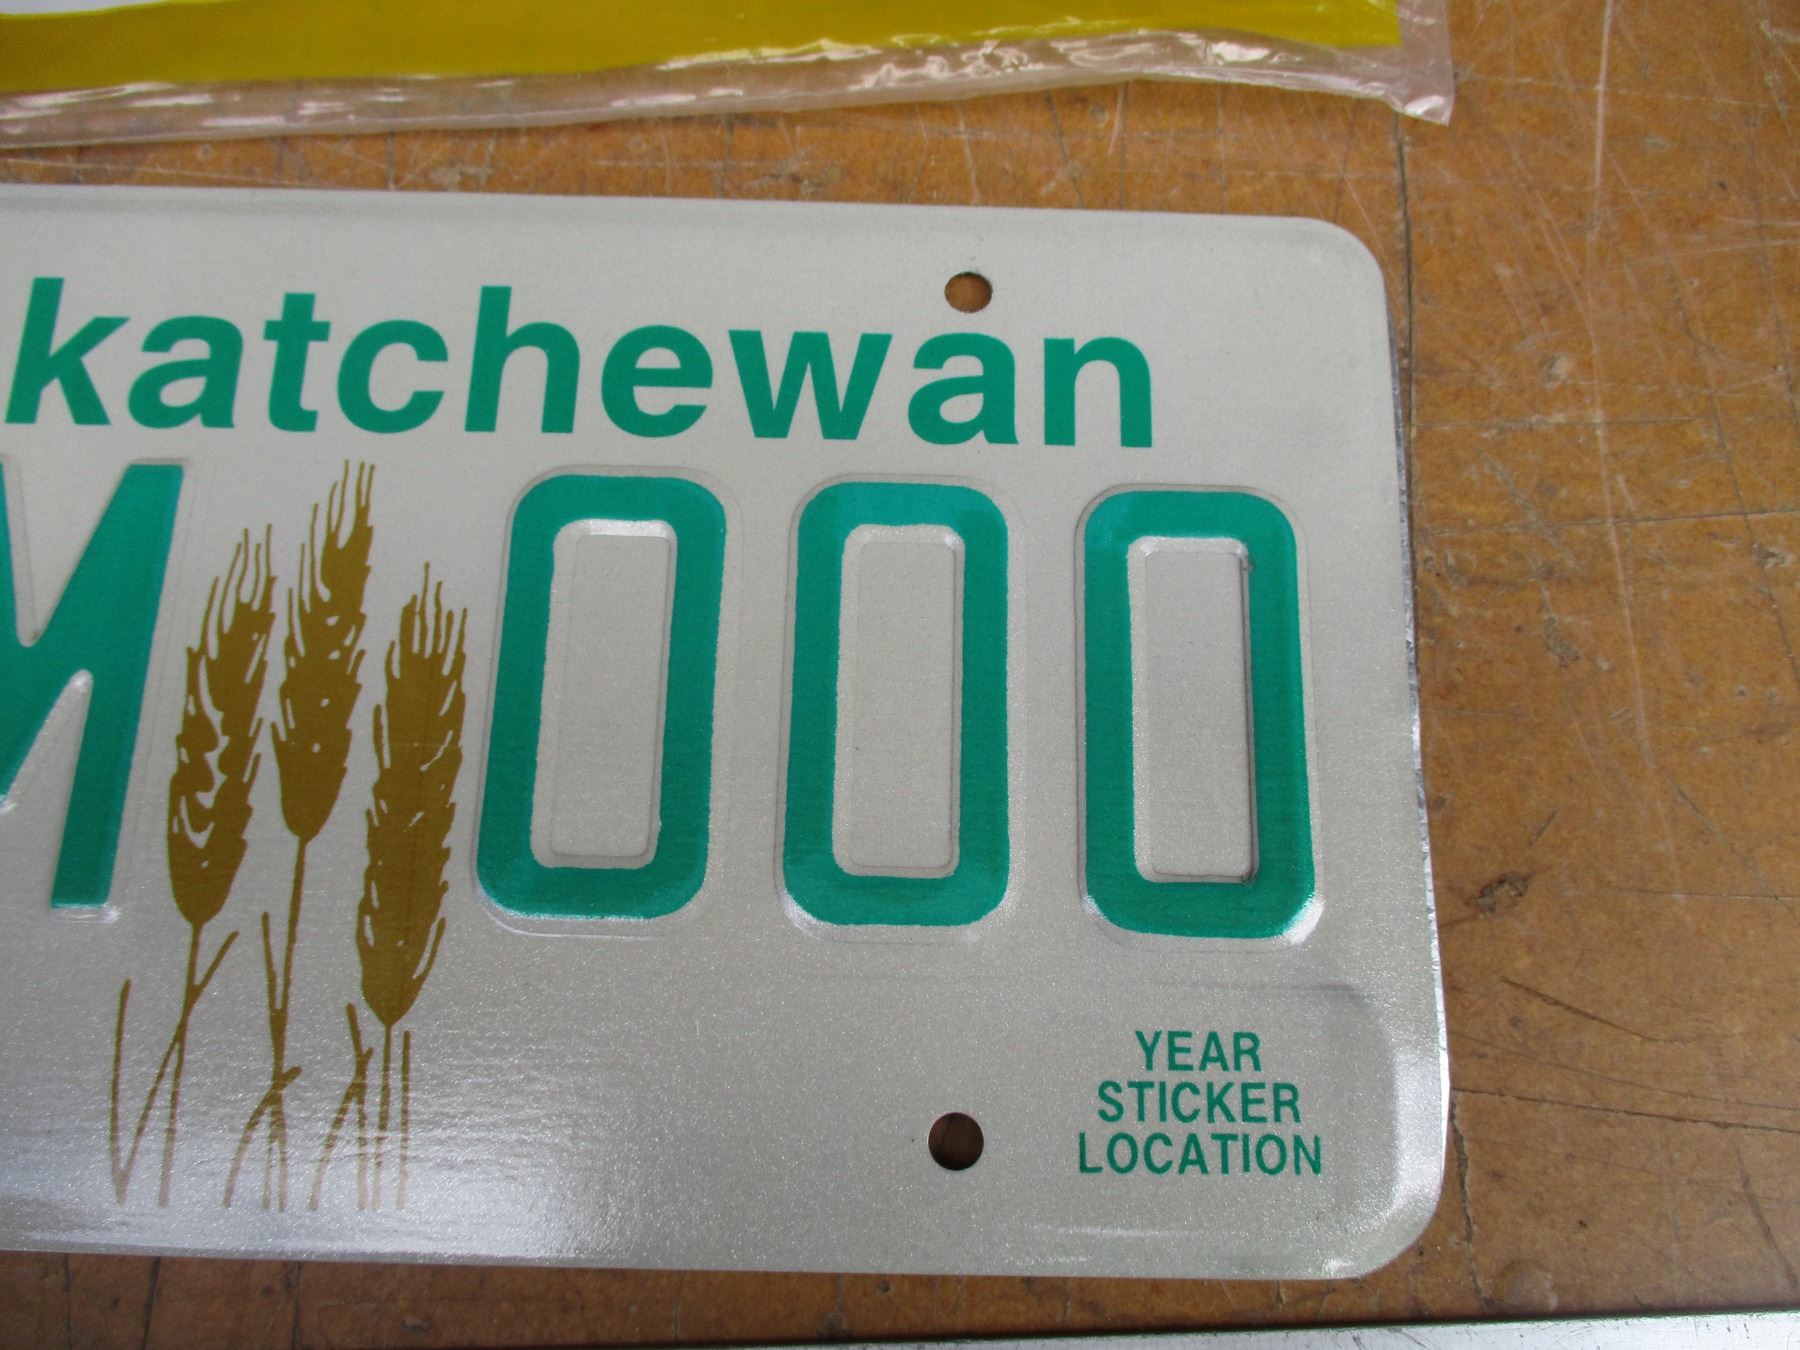 katchewan
M 000
YEAR
STICKER
LOCATION